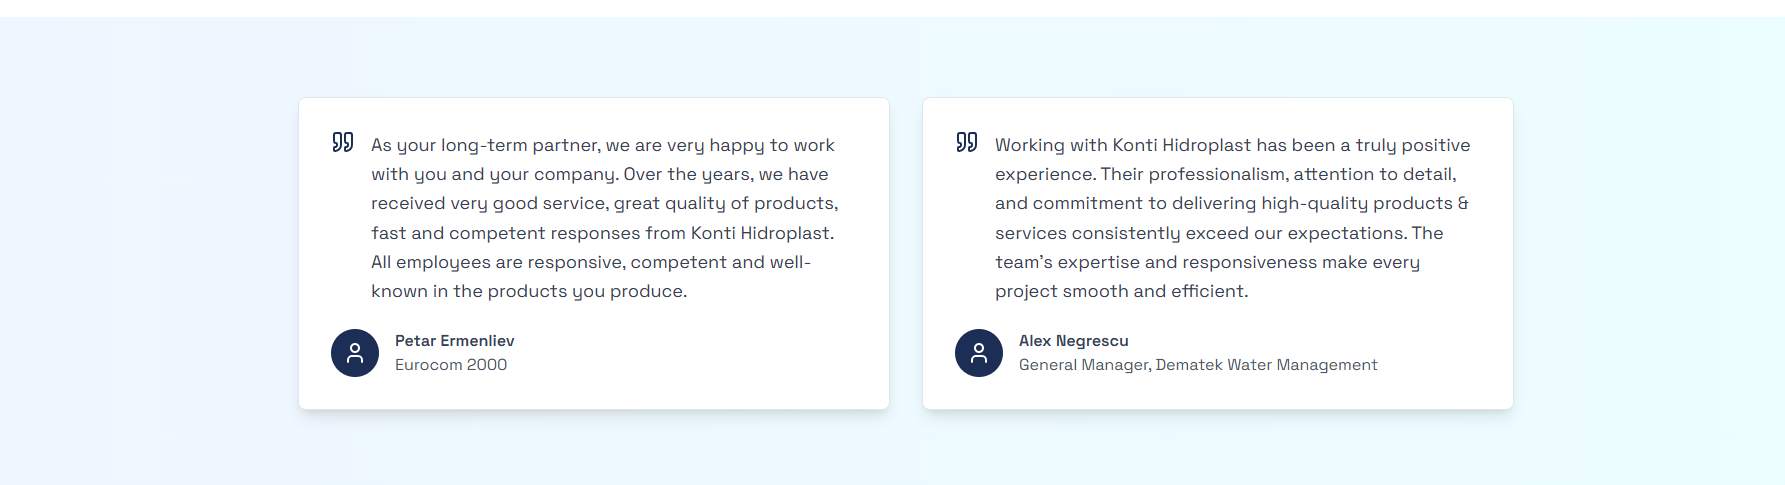 As your long-term partner, we are very happy to work
with you and your company. Over the years, we have
received very good service, great quality of products,
fast and competent responses from Konti Hidroplast.
All employees are responsive, competent and well-
known in the products you produce.
Petar Ermenliev
Eurocom 2000
Working with Konti Hidroplast has been a truly positive
experience. Their professionalism, attention to detail,
and commitment to delivering high-quality products &
services consistently exceed our expectations. The
team's expertise and responsiveness make every
project smooth and efficient.
Alex Negrescu
General Manager, Dematek Water Management